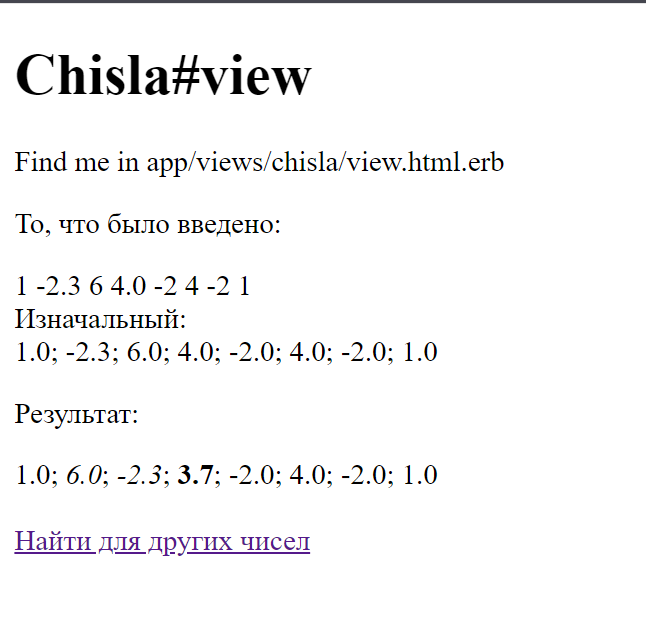 Chisla#view
Find me in app/views/chisla/view.html.erb
То, что было введено:
1 -2.3 6 4.0 -2 4 -2 1
Изначальный:
1.0; -2.3; 6.0; 4.0; -2.0; 4.0; -2.0; 1.0
Результат:
1.0; 6.0; -2.3; 3.7; -2.0; 4.0; -2.0; 1.0
Найти для других чисел